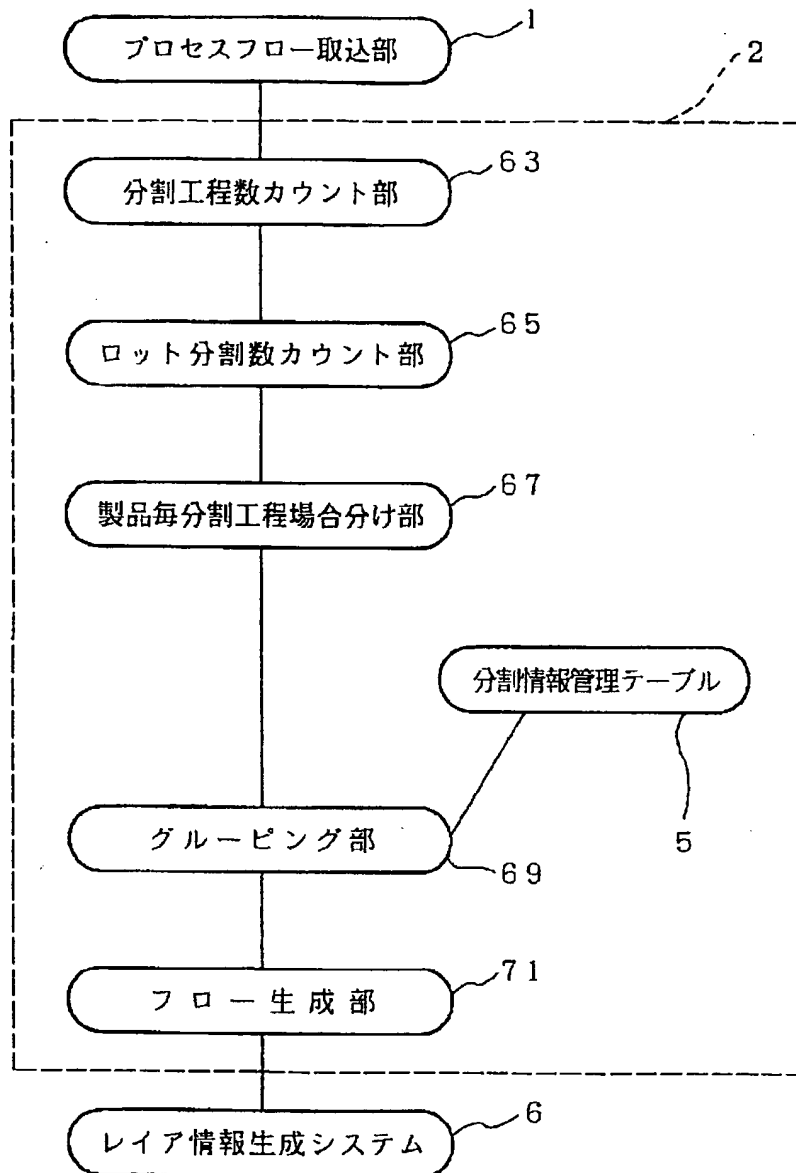 プロセスフロー取込部
1
2
分割工程数カウント部
63
ロット分割数カウント部
65
製品毎分割工程場合分け部
67
分割情報管理テーブル
5
グルーピング部
69
フロー生成部
71
レイア情報生成システム
6